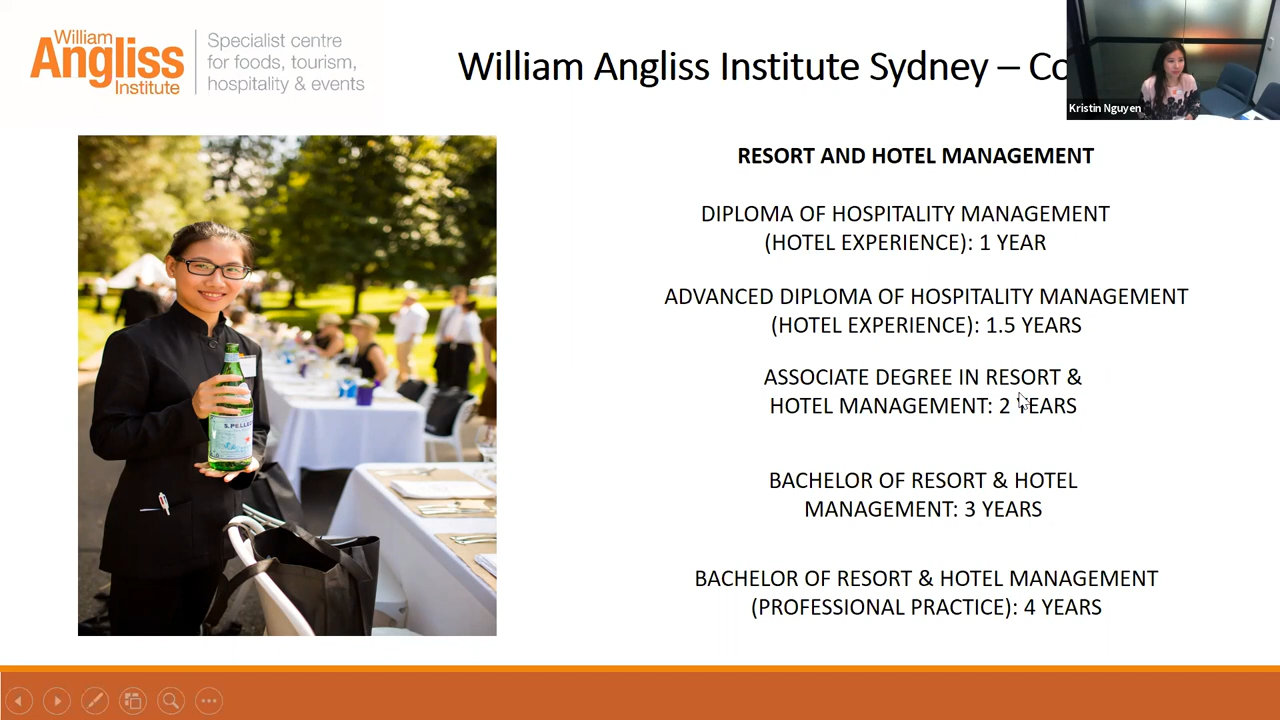 William
Angliss
Institute
Specialist centre
for foods, tourism,
hospitality & events
William Angliss Institute Sydney – Co
Kristin Nguyen
RESORT AND HOTEL MANAGEMENT
DIPLOMA OF HOSPITALITY MANAGEMENT
(HOTEL EXPERIENCE): 1 YEAR
ADVANCED DIPLOMA OF HOSPITALITY MANAGEMENT
(HOTEL EXPERIENCE): 1.5 YEARS
ASSOCIATE DEGREE IN RESORT &
HOTEL MANAGEMENT: 2 YEARS
BACHELOR OF RESORT & HOTEL
MANAGEMENT: 3 YEARS
BACHELOR OF RESORT & HOTEL MANAGEMENT
(PROFESSIONAL PRACTICE): 4 YEARS
S.PELLE